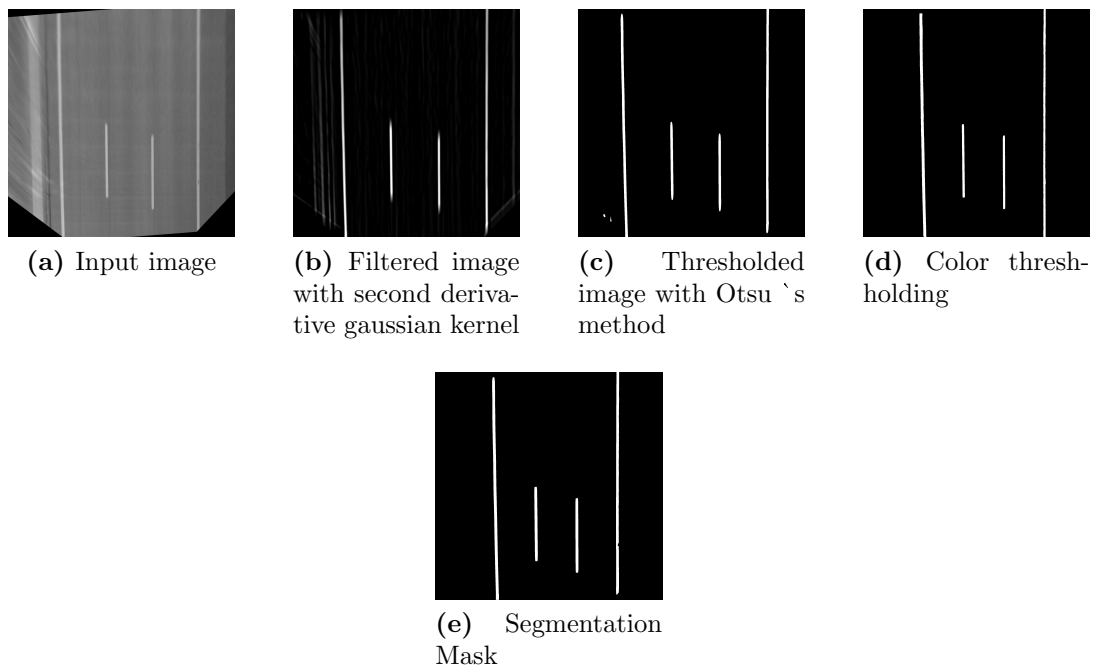 (a) Input image
(b) Filtered image
with second deriva-
tive gaussian kernel
(c) Thresholded
image with Otsu `s
method
(d) Color thresh-
holding
(e) Segmentation
Mask